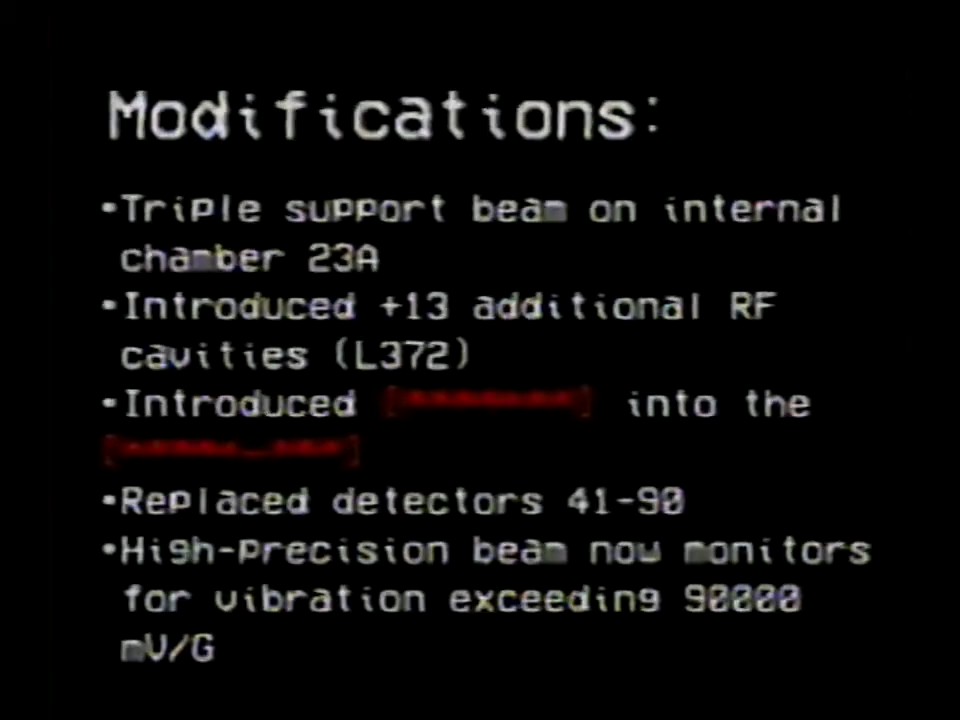 Modifications:
•Triple support beam on internal
chamber 23A
•Introduced +13 additional RF
cavities (L372)
•Introduced into the
•Replaced detectors 41-90
•High-Precision beam now monitors
for vibration exceeding 90000
mV/G